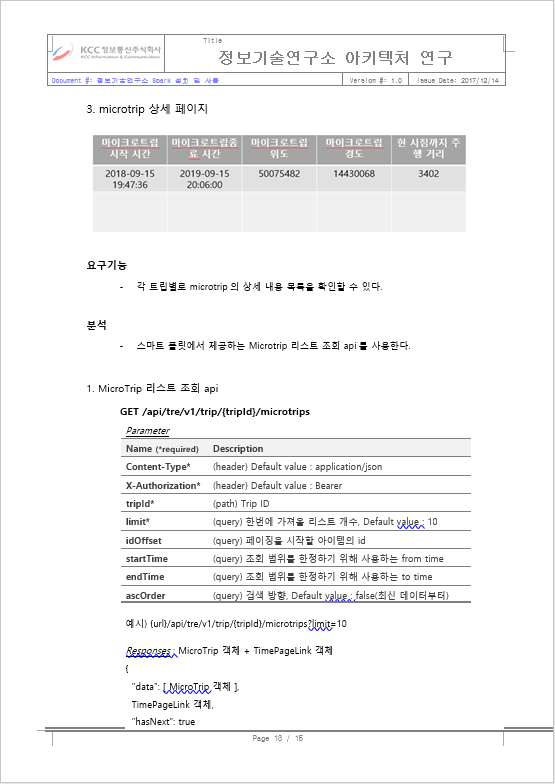 KCC정보통신주식회사
KCC Information & Communication
Title
정보기술연구소 아키텍처 연구
Document #: 정보기술연구소 Spark 설치 및 사용
Version #: 1.0
Issue Date: 2017/12/14
3. microtrip 상세 페이지
마이크로트립 시작 시간 마이크로트립종료 시간 마이크로트립 위도 마이크로트립 경도 현 시점까지 주행 거리
2018-09-15 19:47:36 2019-09-15 20:06:00 50075482 14430068 3402
요구기능
- 각 트립별로 microtrip 의 상세 내용 목록을 확인할 수 있다.
분석
- 스마트 플릿에서 제공하는 Microtrip 리스트 조회 api 를 사용한다.
1. MicroTrip 리스트 조회 api
GET /api/tre/v1/trip/{tripId}/microtrips
Parameter
Name (*required) Description
Content-Type* (header) Default value : application/json
X-Authorization* (header) Default value : Bearer
tripId* (path) Trip ID
limit* (query) 한번에 가져올 리스트 개수, Default value : 10
idOffset (query) 페이징을 시작할 아이템의 id
startTime (query) 조회 범위를 한정하기 위해 사용하는 from time
endTime (query) 조회 범위를 한정하기 위해 사용하는 to time
ascOrder (query) 검색 방향, Default value : false(최신 데이터부터)
예시) {url}/api/tre/v1/trip/{tripId}/microtrips?limit=10
Responses : MicroTrip 객체 + TimePageLink 객체
{
"data": [ MicroTrip 객체 ],
TimePageLink 객체,
"hasNext": true
Page 13 / 15